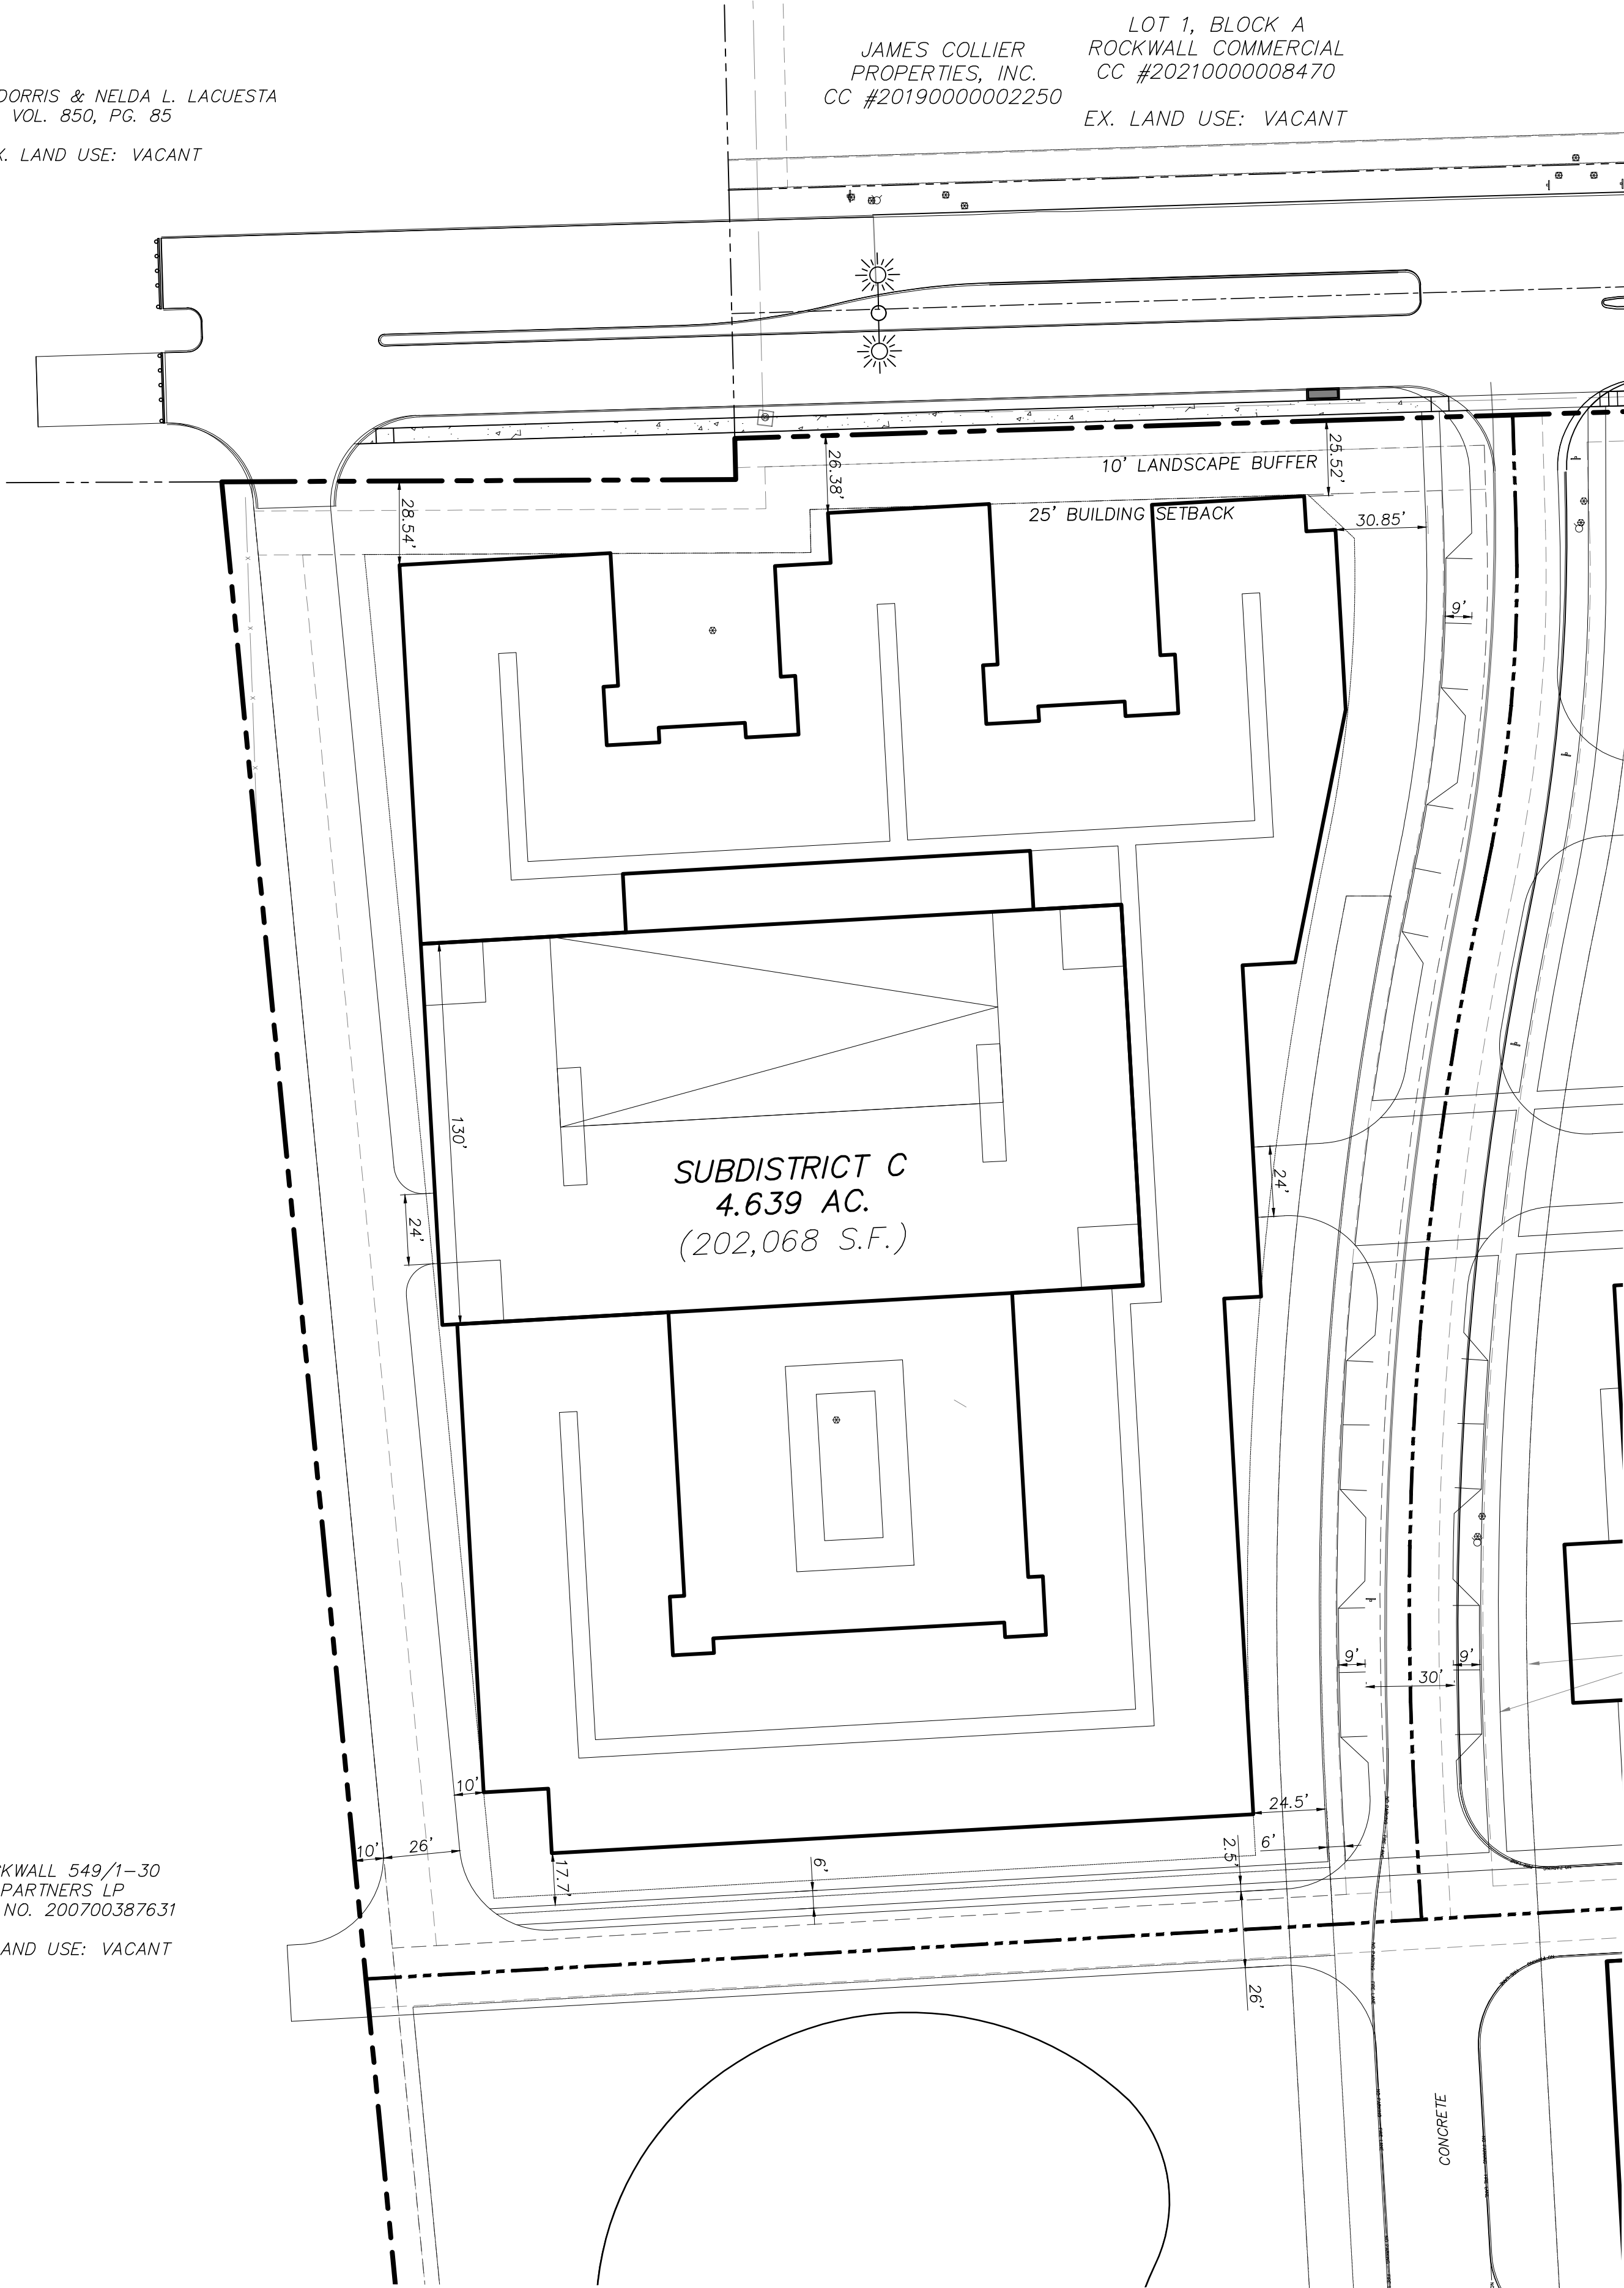 LOT 1, BLOCK A
ROCKWALL COMMERCIAL
CC #20210000008470
EX. LAND USE: VACANT
JAMES COLLIER
PROPERTIES, INC.
CC #20190000002250
DORRIS & NELDA L. LACUESTA
VOL. 850, PG. 85
X. LAND USE: VACANT
28.54'
26.38'
10' LANDSCAPE BUFFER
25.52'
25' BUILDING SETBACK
30.85'
9'
130'
SUBDISTRICT C
4.639 AC.
(202,068 S.F.)
24'
24'
9'
9'
30'
10'
24.5'
10'
26'
17.7'
6'
2.5'
6'
26'
KWALL 549/1-30
PARTNERS LP
NO. 200700387631
AND USE: VACANT
CONCRETE